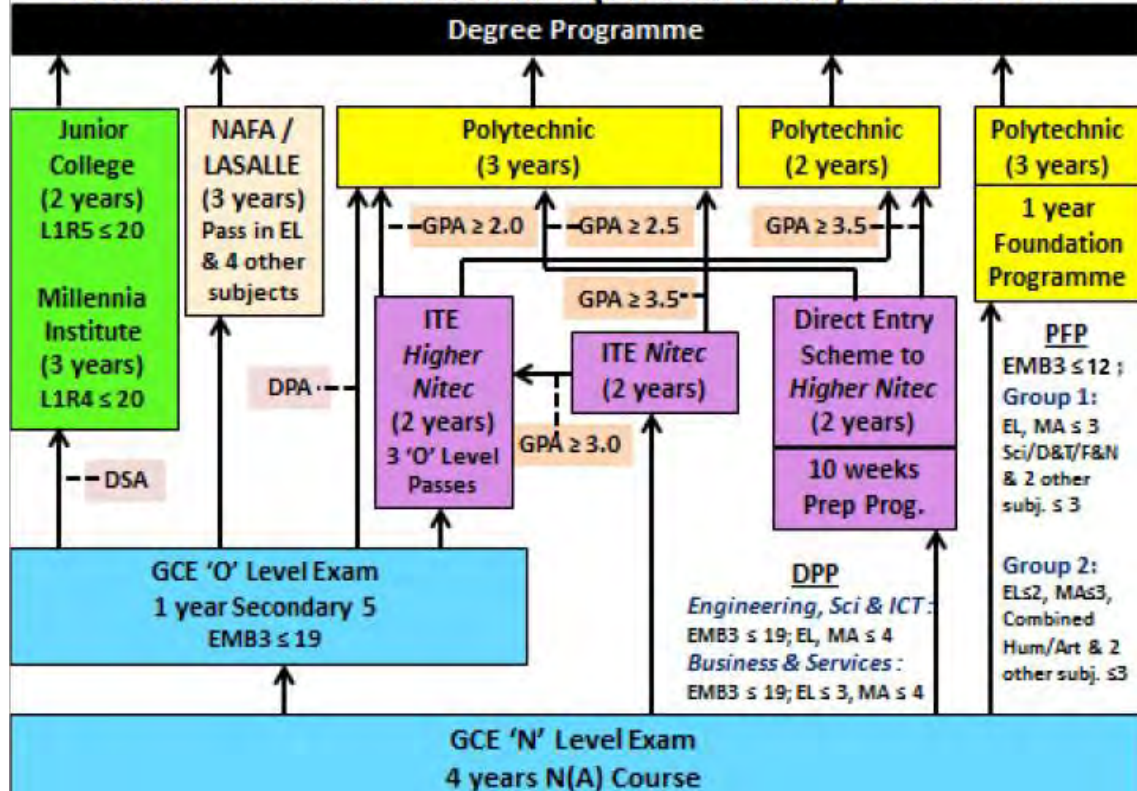 Degree Programme
Junior
College
(2 years)
L1R5 ≤ 20
Millennia
Institute
(3 years)
L1R4 ≤ 20
NAFA /
LASALLE
(3 years)
Pass in EL
& 4 other
subjects
Polytechnic
(3 years)
Polytechnic
(2 years)
Polytechnic
(3 years)
1 year
Foundation
Programme
GPA ≥ 2.0
GPA ≥ 2.5
GPA ≥ 3.5
GPA ≥ 3.5
ITE
Higher
Nitec
(2 years)
3 'O' Level
Passes
ITE Nitec
(2 years)
Direct Entry
Scheme to
Higher Nitec
(2 years)
10 weeks
Prep Prog.
DPA
GPA ≥ 3.0
DSA
PFP
EMB3 ≤ 12 ;
Group 1:
EL, MA ≤ 3
Sci/D&T/F&N
& 2 other
subj. ≤ 3
Group 2:
EL≤2, MA≤3,
Combined
Hum/Art & 2
other subj. ≤3
GCE 'O' Level Exam
1 year Secondary 5
EMB3 ≤ 19
DPP
Engineering, Sci & ICT :
EMB3 ≤ 19; EL, MA ≤ 4
Business & Services :
EMB3 ≤ 19; EL ≤ 3, MA ≤ 4
GCE 'N' Level Exam
4 years N(A) Course